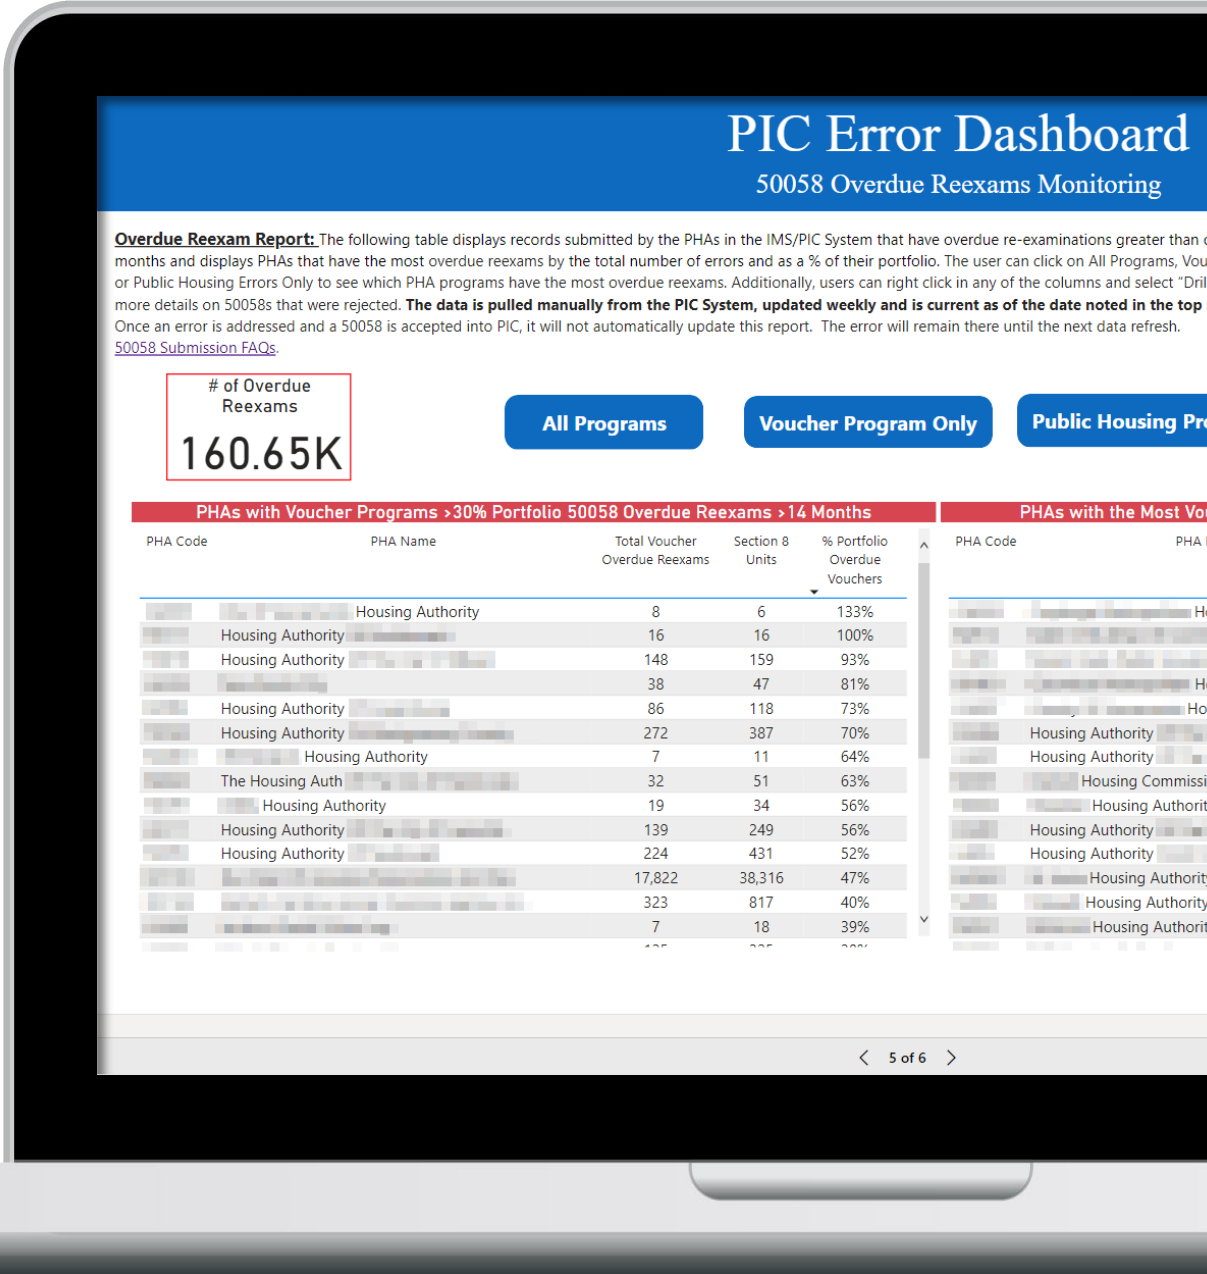 PIC Error Dashboard
50058 Overdue Reexams Monitoring
Overdue Reexam Report: The following table displays records submitted by the PHAs in the IMS/PIC System that have overdue re-examinations greater than
months and displays PHAs that have the most overdue reexams by the total number of errors and as a % of their portfolio. The user can click on All Programs, Vou
or Public Housing Errors Only to see which PHA programs have the most overdue reexams. Additionally, users can right click in any of the columns and select "Dril
more details on 50058s that were rejected. The data is pulled manually from the PIC System, updated weekly and is current as of the date noted in the top
Once an error is addressed and a 50058 is accepted into PIC, it will not automatically update this report. The error will remain there until the next data refresh.
50058 Submission FAQs.
# of Overdue
Reexams
160.65K
All Programs
Voucher Program Only
Public Housing Pro
PHAs with Voucher Programs >30% Portfolio 50058 Overdue Reexams >14 Months
PHA Code PHA Name Total Voucher Overdue Reexams Section 8 Units % Portfolio Overdue Vouchers
Housing Authority 8 6 133%
Housing Authority 16 16 100%
Housing Authority 148 159 93%
38 47 81%
Housing Authority 86 118 73%
Housing Authority 272 387 70%
Housing Authority 7 11 64%
The Housing Auth 32 51 63%
Housing Authority 19 34 56%
Housing Authority 139 249 56%
Housing Authority 224 431 52%
17,822 38,316 47%
323 817 40%
7 18 39%
PHAs with the Most Vou
PHA Code PHA
Ho
Ho
Ho
Housing Authority
Housing Authority
Housing Commissi
Housing Authorit
Housing Authority
Housing Authority
Housing Authority
Housing Authority
Housing Authorit
5 of 6